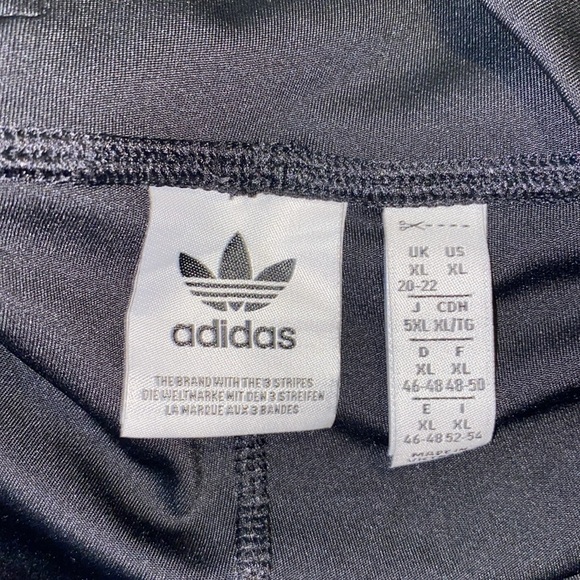 adidas
THE BRAND WITH THE 3 STRIPES
DIE WELTMARKE MIT DEN 3 STREIFEN
LA MARQUE AUX 3 BANDES
UK US
XL XL
20-22
J CDH
5XL XL/TG
D F
XL XL
46-48 48-50
E I
XL XL
46-48 52-54
MADE IN